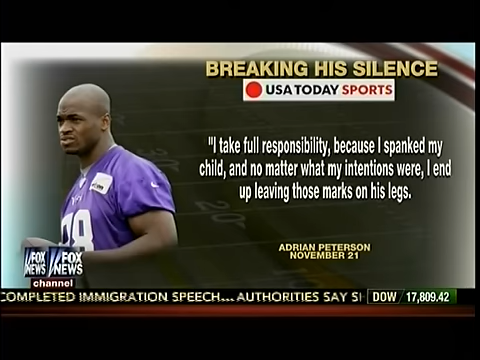 BREAKING HIS SILENCE
USA TODAY SPORTS
"I take full responsibility, because I spanked my
child, and no matter what my intentions were, I end
up leaving those marks on his legs.
ADRIAN PETERSON
NOVEMBER 21
28
FOX NEWS
FOX NEWS
channel
COMPLETED IMMIGRATION SPEECH... AUTHORITIES SAY S
DOW 17,809.42